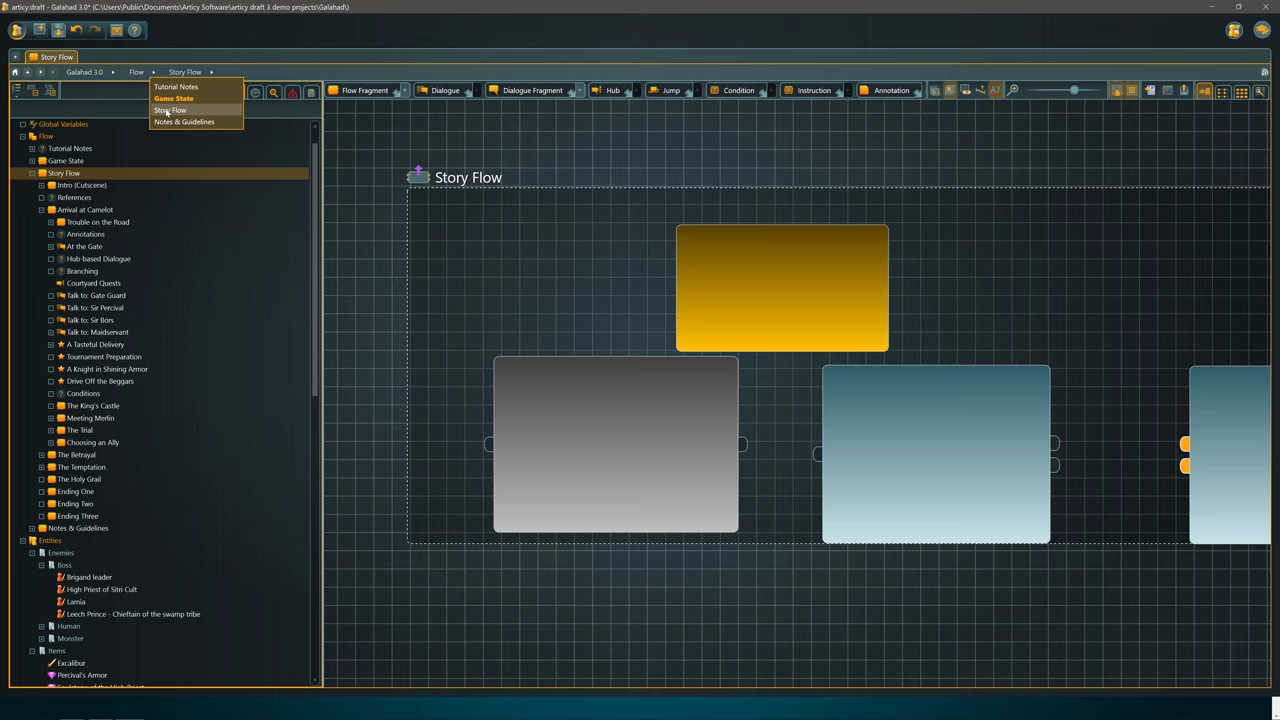 articy:draft - Galahad 3.0* (C:\Users\Public\Documents\Articy Software\articy draft 3 demo projects\Galahad\)
Story Flow
Galahad 3.0 Flow Story Flow
Tutorial Notes
Game State
Story Flow
Notes & Guidelines
Flow Fragment Dialogue Dialogue Fragment Hub Jump Condition Instruction Annotation
Global Variables
Flow
Tutorial Notes
Game State
Story Flow
Intro (Cutscene)
References
Arrival at Camelot
Trouble on the Road
Annotations
At the Gate
Hub-based Dialogue
Branching
Courtyard Quests
Talk to: Gate Guard
Talk to: Sir Percival
Talk to: Sir Bors
Talk to: Maidservant
A Tasteful Delivery
Tournament Preparation
A Knight in Shining Armor
Drive Off the Beggars
Conditions
The King's Castle
Meeting Merlin
The Trial
Choosing an Ally
The Betrayal
The Temptation
The Holy Grail
Ending One
Ending Two
Ending Three
Notes & Guidelines
Entities
Enemies
Boss
Brigand leader
High Priest of Sitri Cult
Lamia
Leech Prince - Chieftain of the swamp tribe
Human
Monster
Items
Excalibur
Percival's Armor
Story Flow